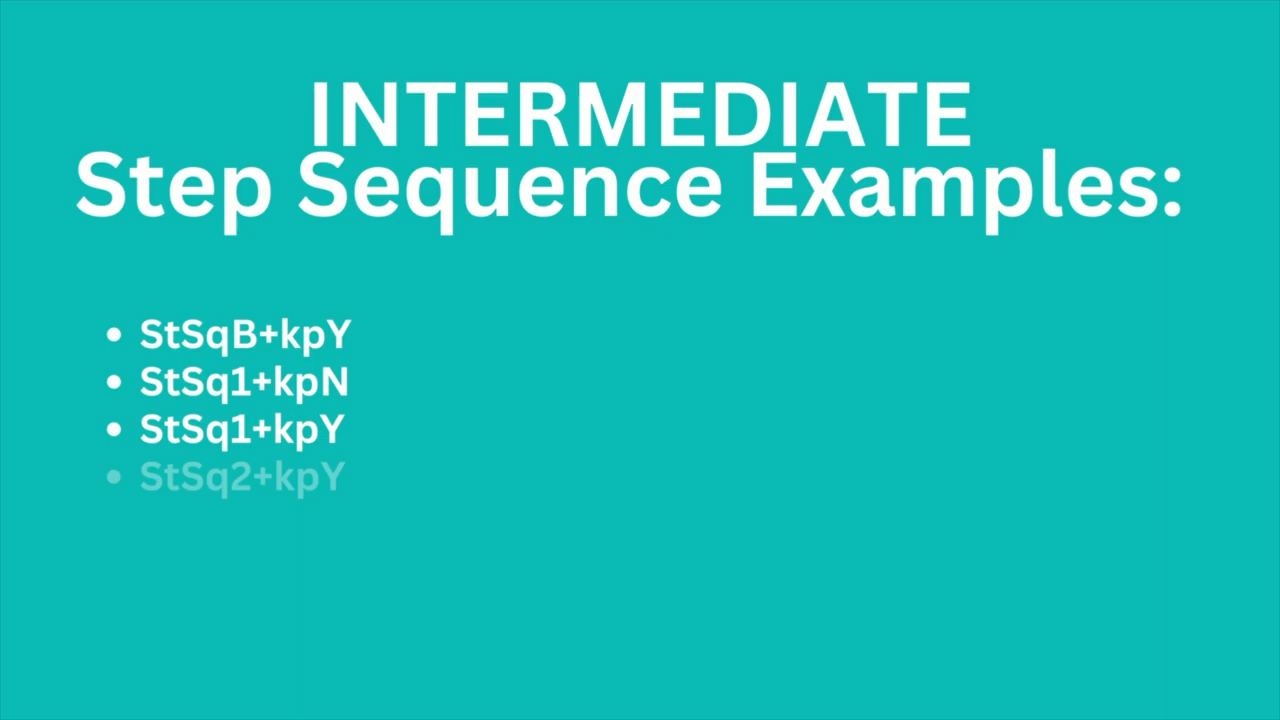 INTERMEDIATE
Step Sequence Examples:
• StSqB+kpY
• StSq1+kpN
• StSq1+kpY
• StSq2+kpY